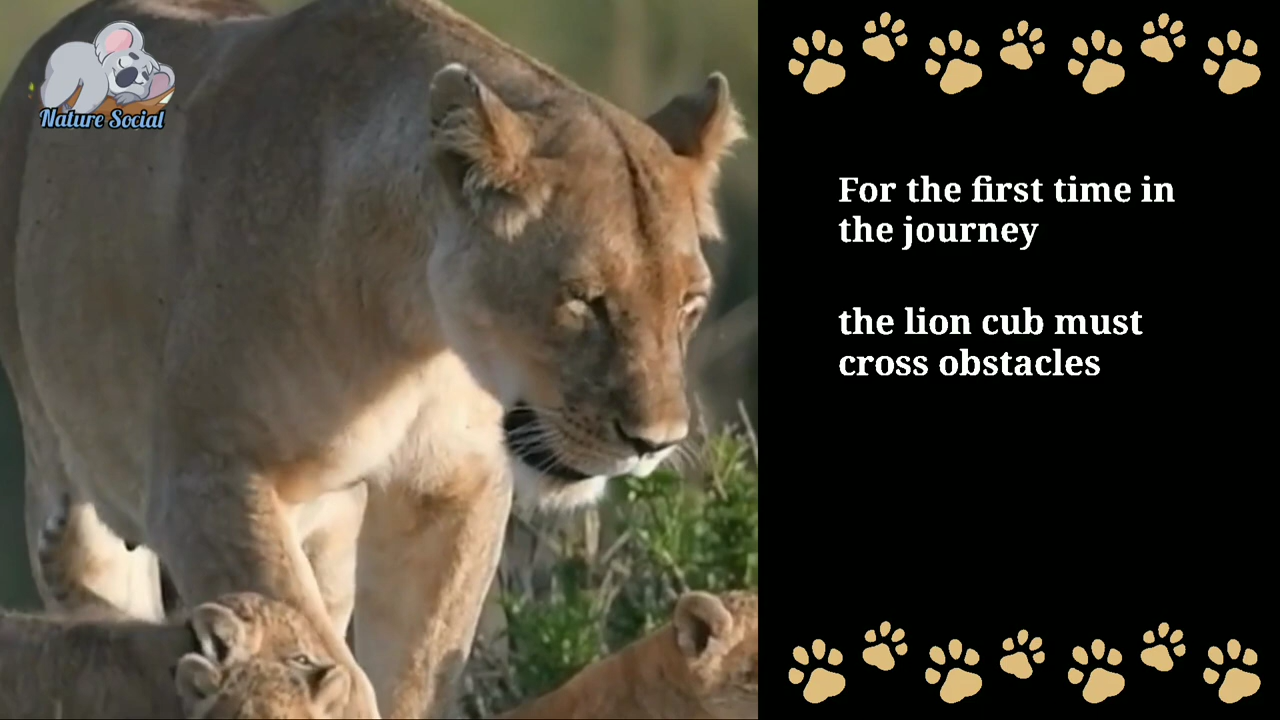 Nature Social
For the first time in
the journey
the lion cub must
cross obstacles